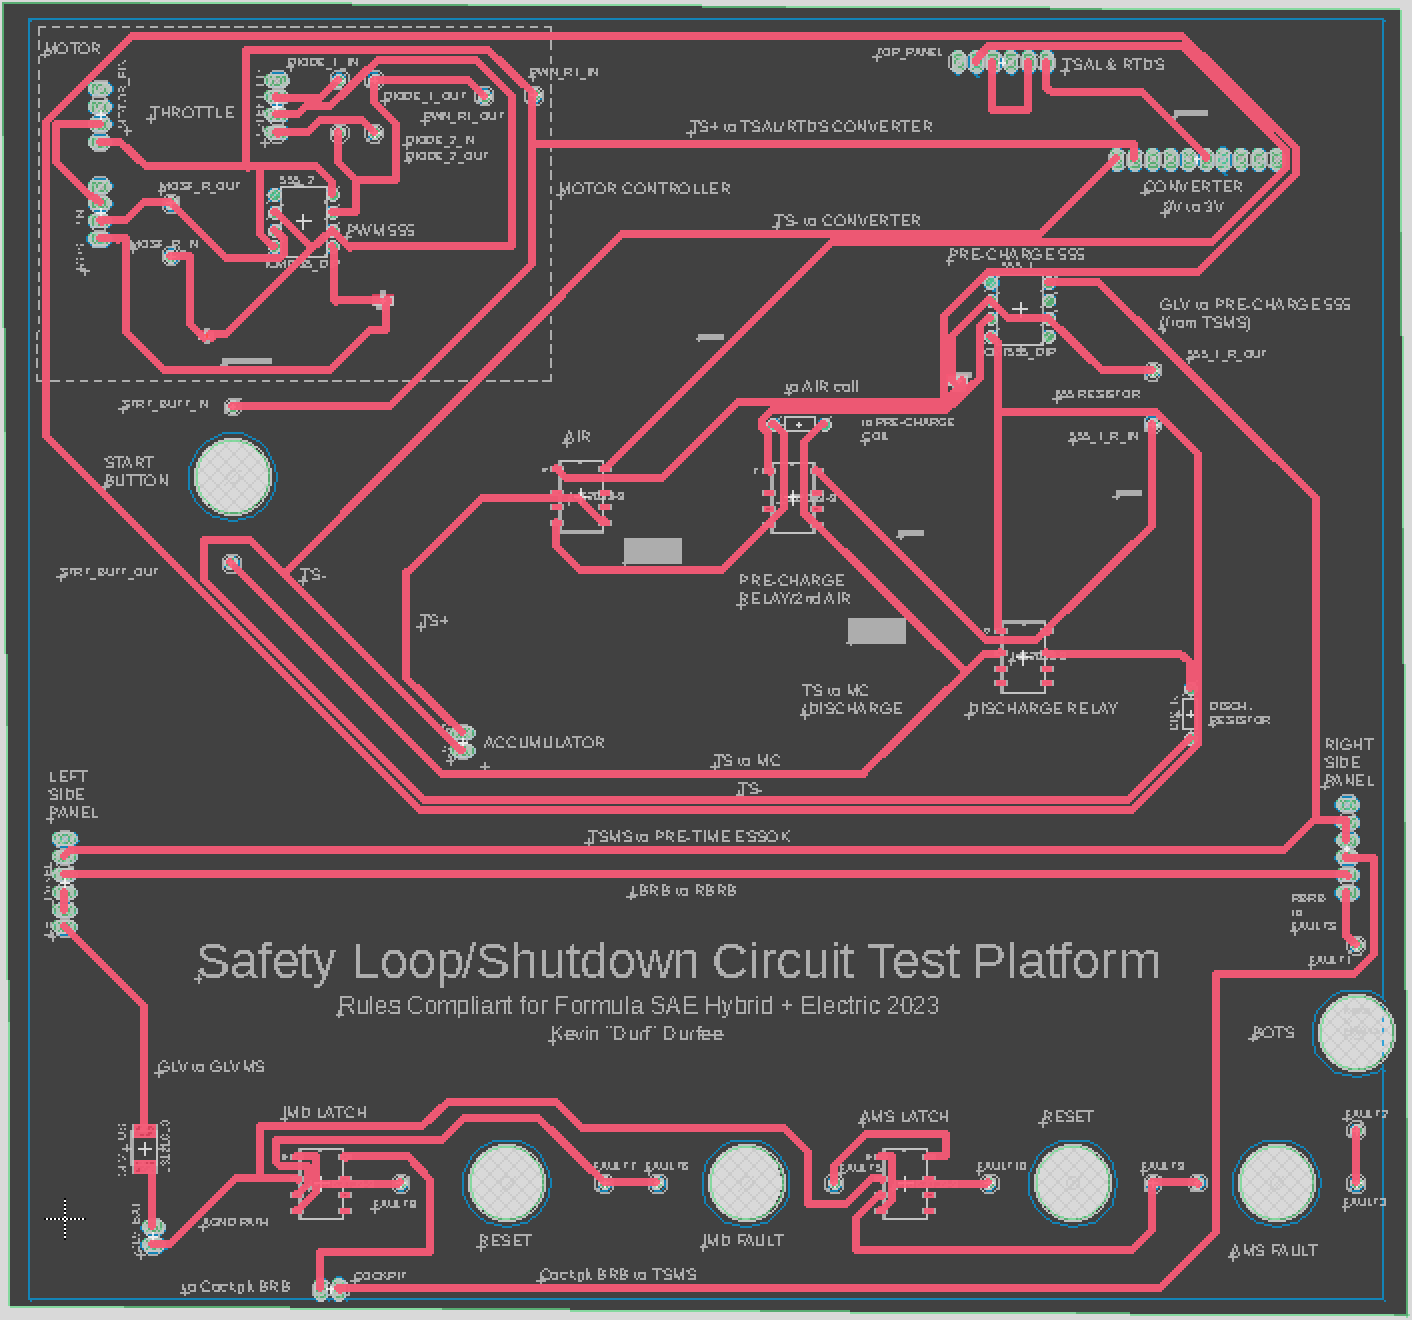 MOTOR
DIODE_1_IN
PWN_R1_IN
TOP_PANEL
TSAL & RTDS
THROTTLE
DIODE_1_OUT
PWN_R1_OUT
DIODE_2_IN
DIODE_2_OUT
TS+ to TSAL/RTDS CONVERTER
555_2
MOSF_R_OUT
MOTOR CONTROLLER
CONVERTER
9V to 3V
TS- to CONVERTER
PWM 555
MOSF_R_IN
PRE-CHARGE 555
555_1
GLV to PRE-CHARGE 555
(from TSMS)
555_1_R_OUT
to AIR coil
555 RESISTOR
STRT_BUTT_IN
to PRE-CHARGE
COIL
555_1_R_IN
AIR
START
BUTTON
STRT_BUTT_OUT
TS-
PRE-CHARGE
RELAY/2nd AIR
TS+
TS to MC
DISCHARGE
DISCHARGE RELAY
DISCH.
RESISTOR
ACCUMULATOR
TS to MC
TS-
RIGHT
SIDE
PANEL
LEFT
SIDE
PANEL
TSMS to PRE-TIME ESSOK
LBRB to RBRB
RBRB
to
FAULTS
FAULT1
Safety Loop/Shutdown Circuit Test Platform
Rules Compliant for Formula SAE Hybrid + Electric 2023
Kevin "Durf" Durfee
BOTS
GLV to GLVMS
IMD LATCH
AMS LATCH
RESET
FAULT2
FAULT7
FAULT6
FAULT5
FAULT10
FAULT8
FAULT3
GND PATH
RESET
IMD FAULT
AMS FAULT
to Cockpit BRB
COCKPIT
Cockpit BRB to TSMS